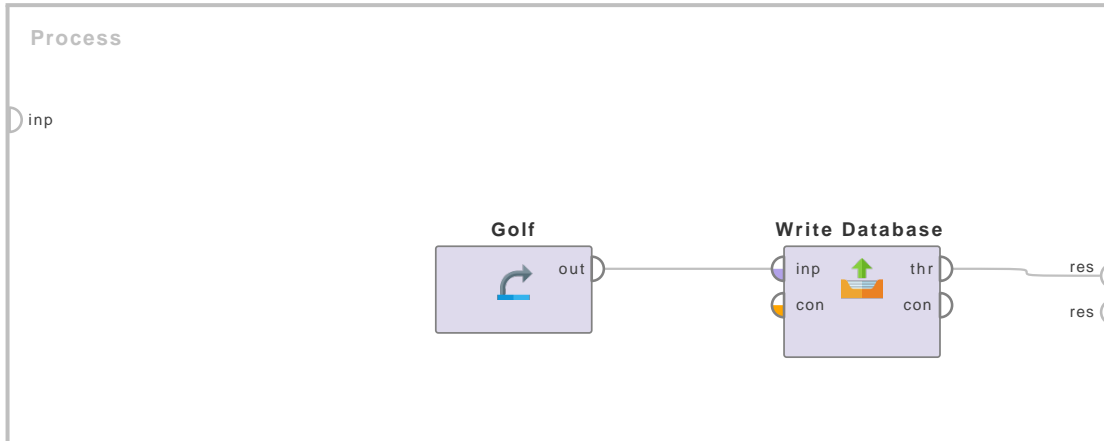 Process
inp
Golf
out
Write Database
inp
thr
con
con
res
res